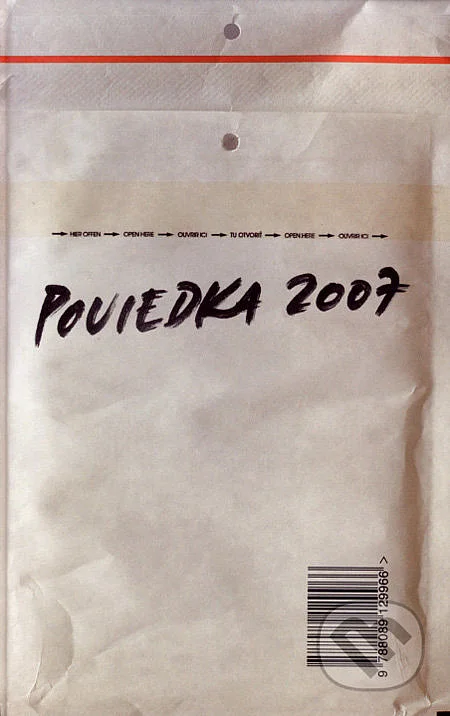 → HIER OFFEN → OPEN HERE → OUVRIR ICI → TU OTVORIŤ → OPEN HERE → OUVRIR ICI →
POVIEDKA 2007
9 788089 129966 >
M